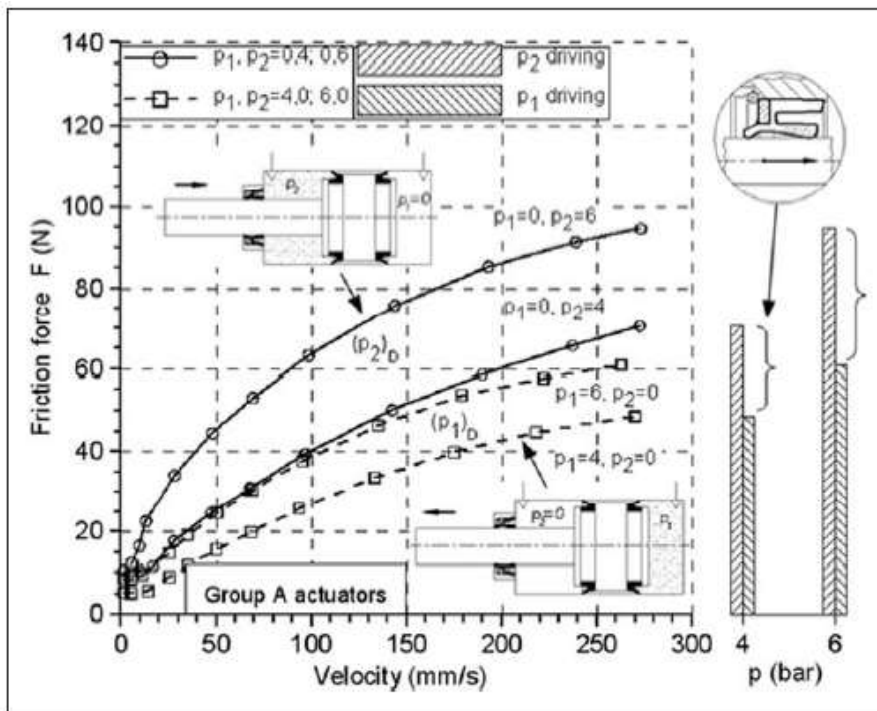 140
120
100
80
60
40
20
0
Friction force F (N)
p1, p2=0,4; 0,6
p1, p2=4,0; 6,0
p2 driving
p1 driving
p2
p1=0
p1=0, p2=6
p1=0, p2=4
(p2)D
(p1)D
p1=6, p2=0
p1=4, p2=0
p2=0
Group A actuators
0 50 100 150 200 250 300
Velocity (mm/s)
4 6
p (bar)